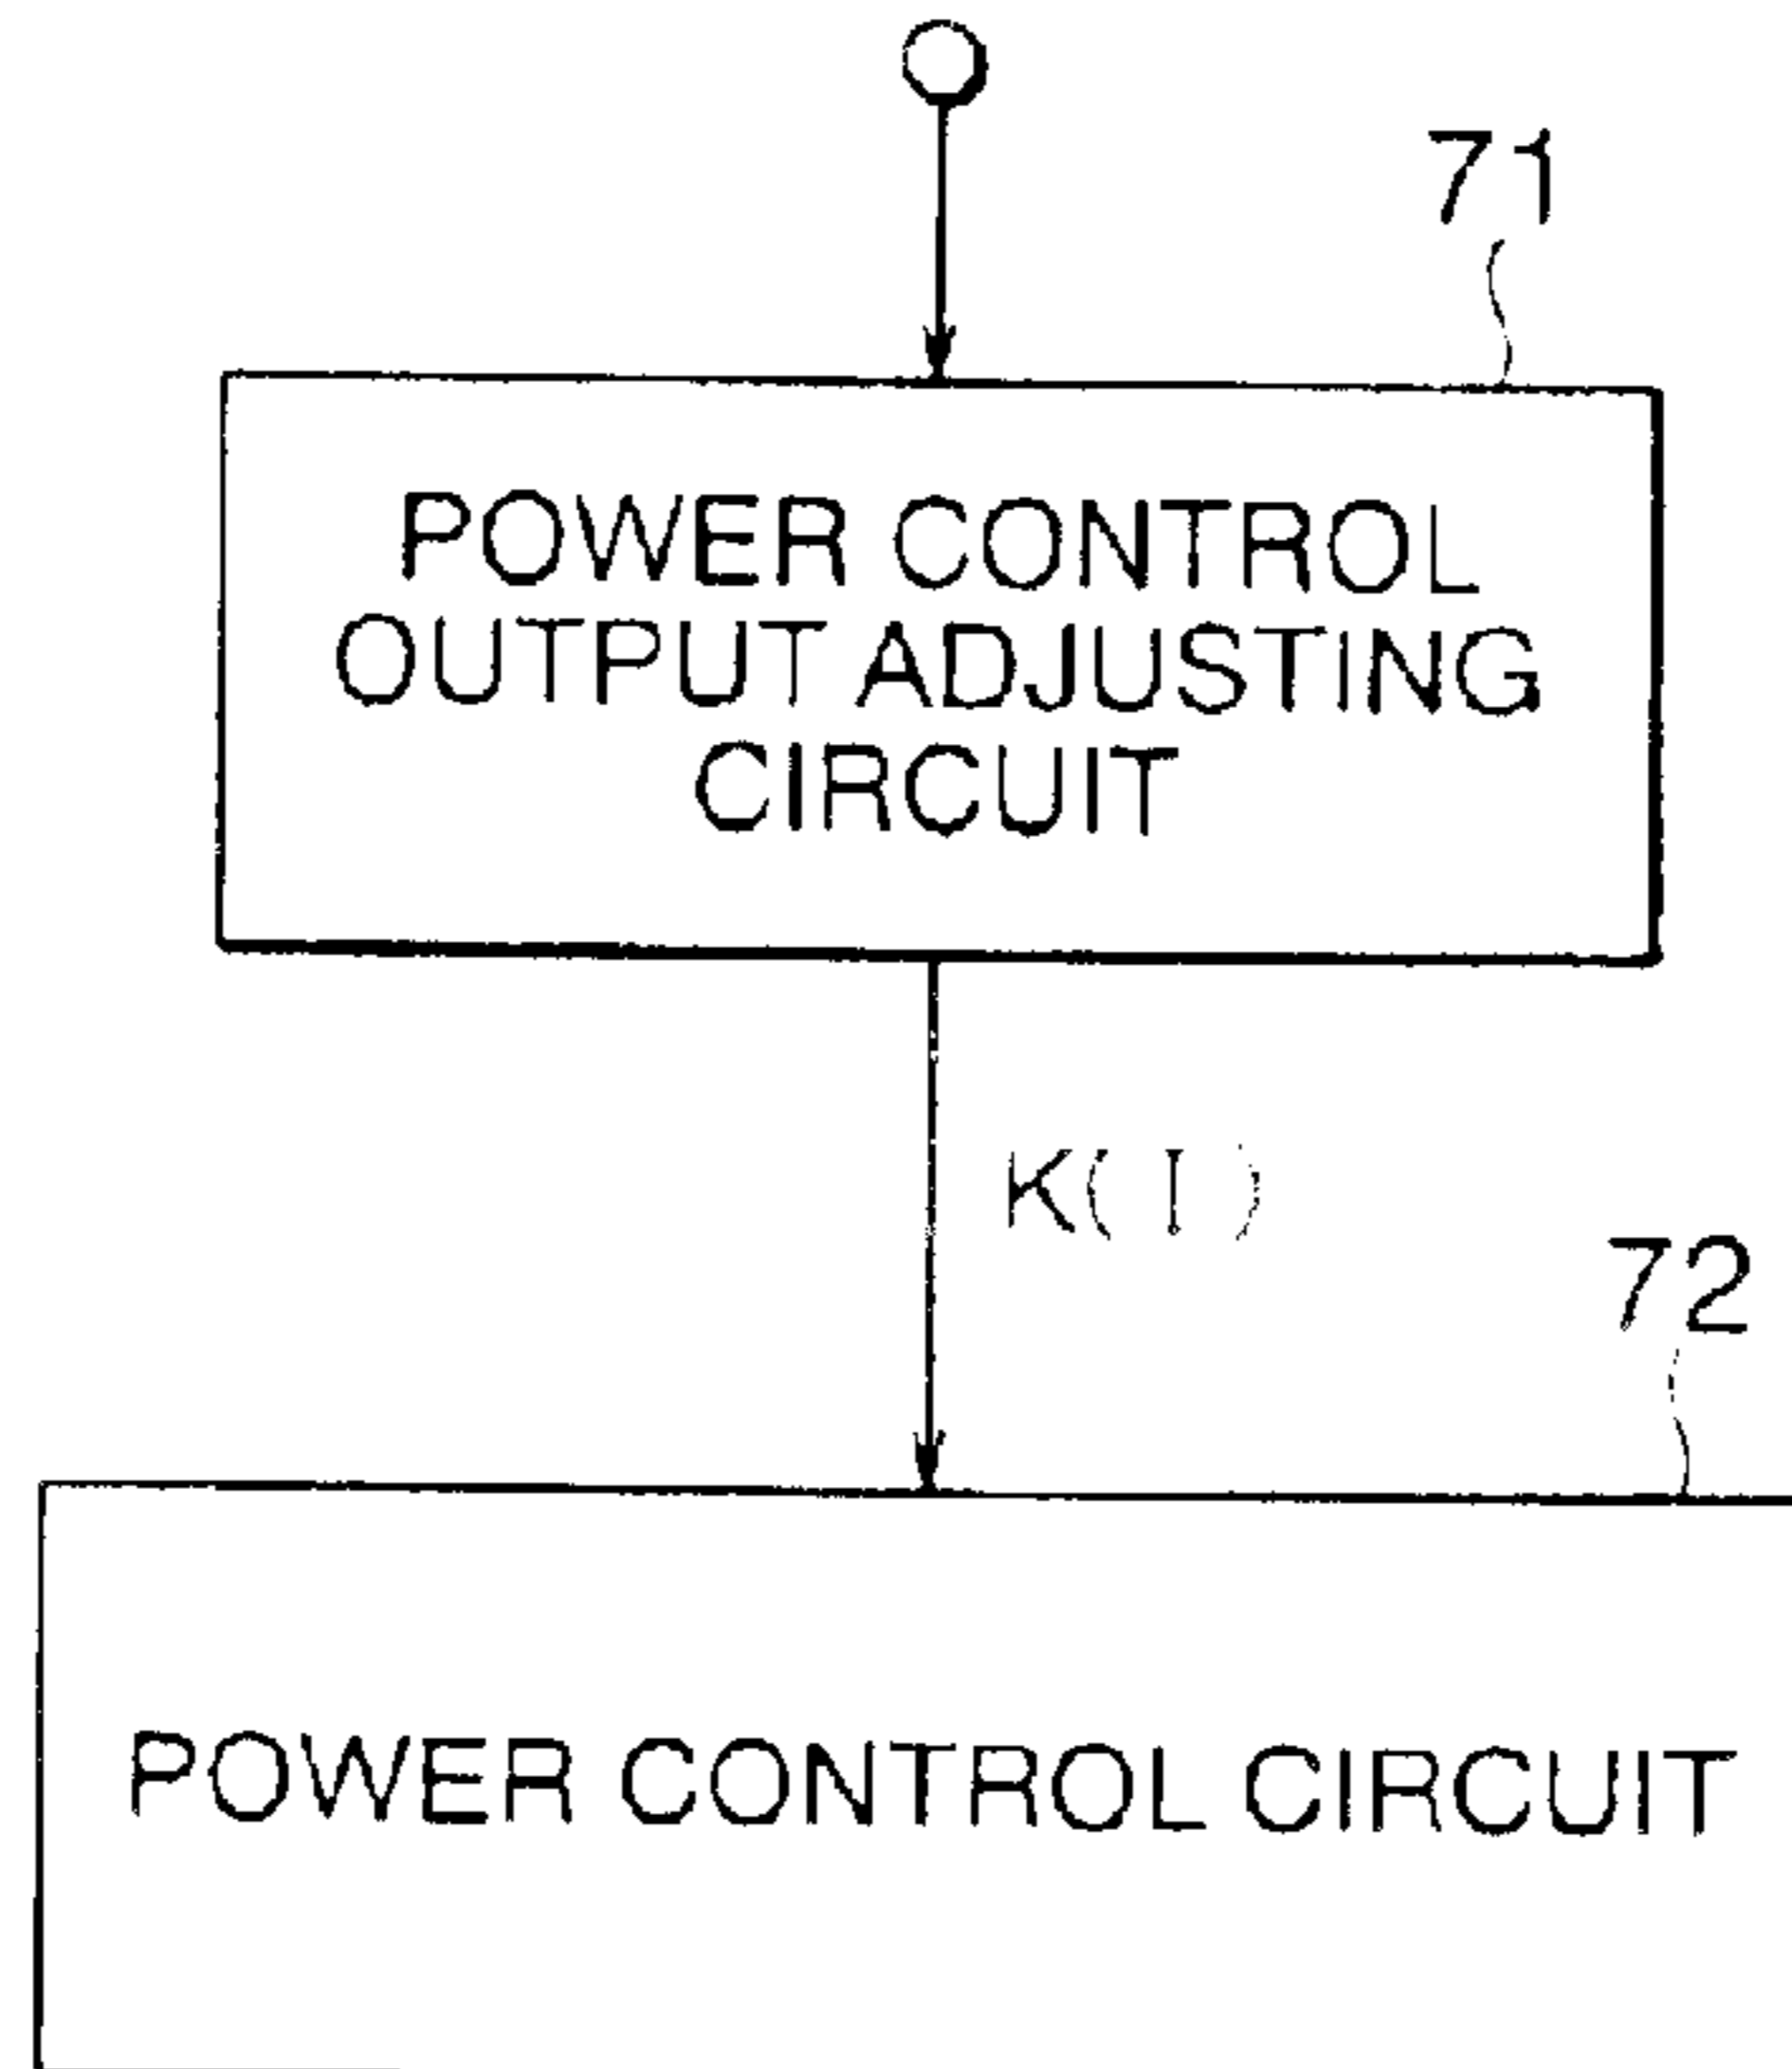 71
POWER CONTROL
OUTPUT ADJUSTING
CIRCUIT
K( I )
72
POWER CONTROL CIRCUIT